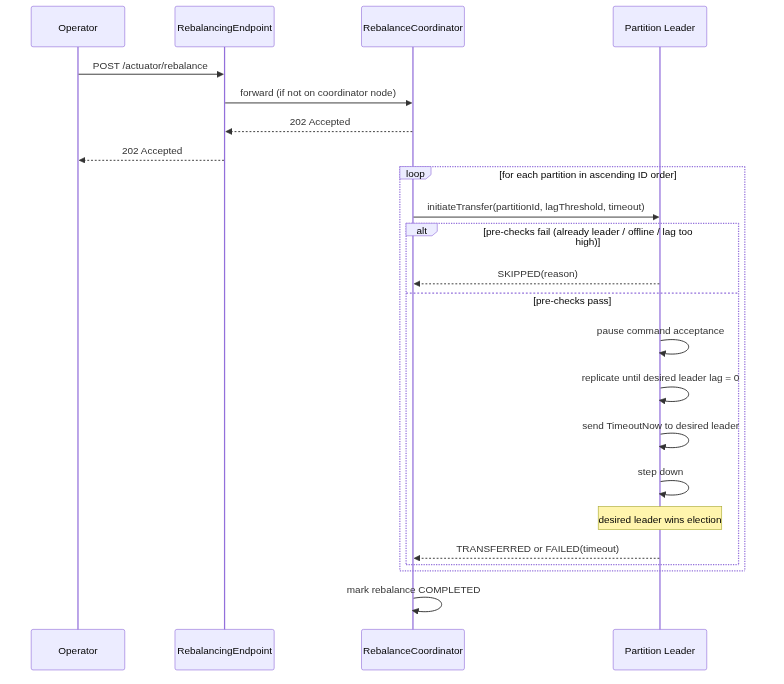 Operator
RebalancingEndpoint
RebalanceCoordinator
Partition Leader
POST /actuator/rebalance
forward (if not on coordinator node)
202 Accepted
202 Accepted
loop
[for each partition in ascending ID order]
initiateTransfer(partitionId, lagThreshold, timeout)
alt
[pre-checks fail (already leader / offline / lag too
high)]
SKIPPED(reason)
[pre-checks pass]
pause command acceptance
replicate until desired leader lag = 0
send TimeoutNow to desired leader
step down
desired leader wins election
TRANSFERRED or FAILED(timeout)
mark rebalance COMPLETED
Operator
RebalancingEndpoint
RebalanceCoordinator
Partition Leader